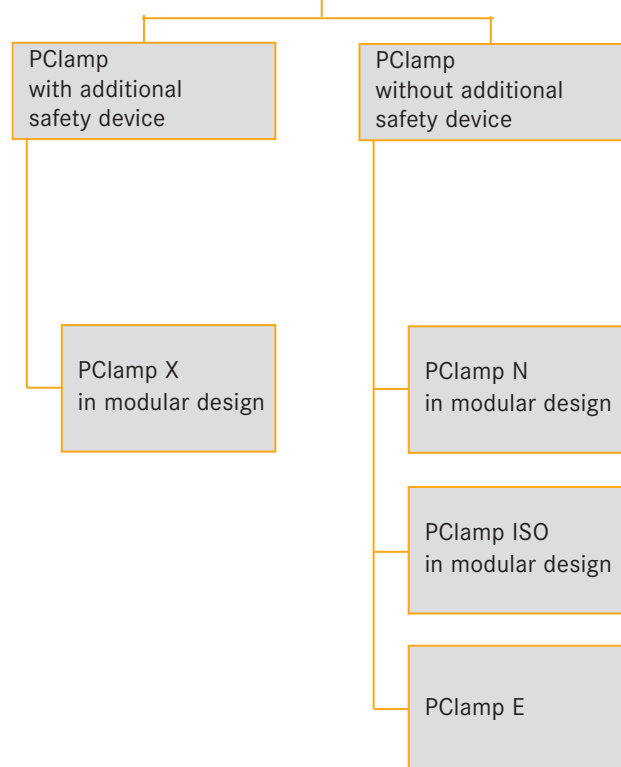 PClamp
with additional
safety device
PClamp
without additional
safety device
PClamp X
in modular design
PClamp N
in modular design
PClamp ISO
in modular design
PClamp E